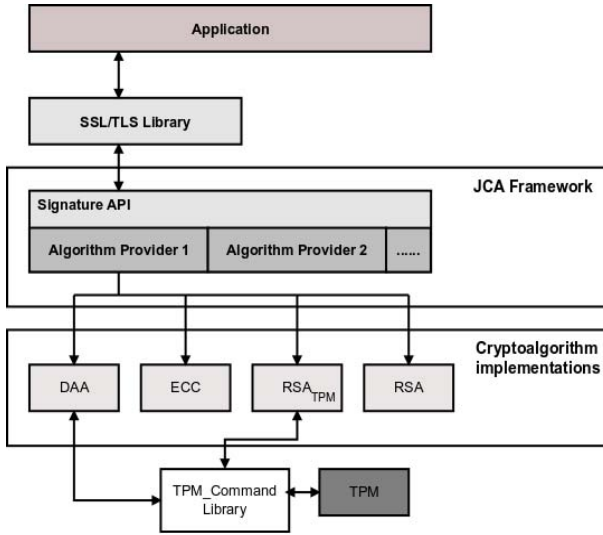 Application
SSL/TLS Library
JCA Framework
Signature API
Algorithm Provider 1
Algorithm Provider 2
......
Cryptoalgorithm
implementations
DAA
ECC
RSA TPM
RSA
TPM_Command
Library
TPM